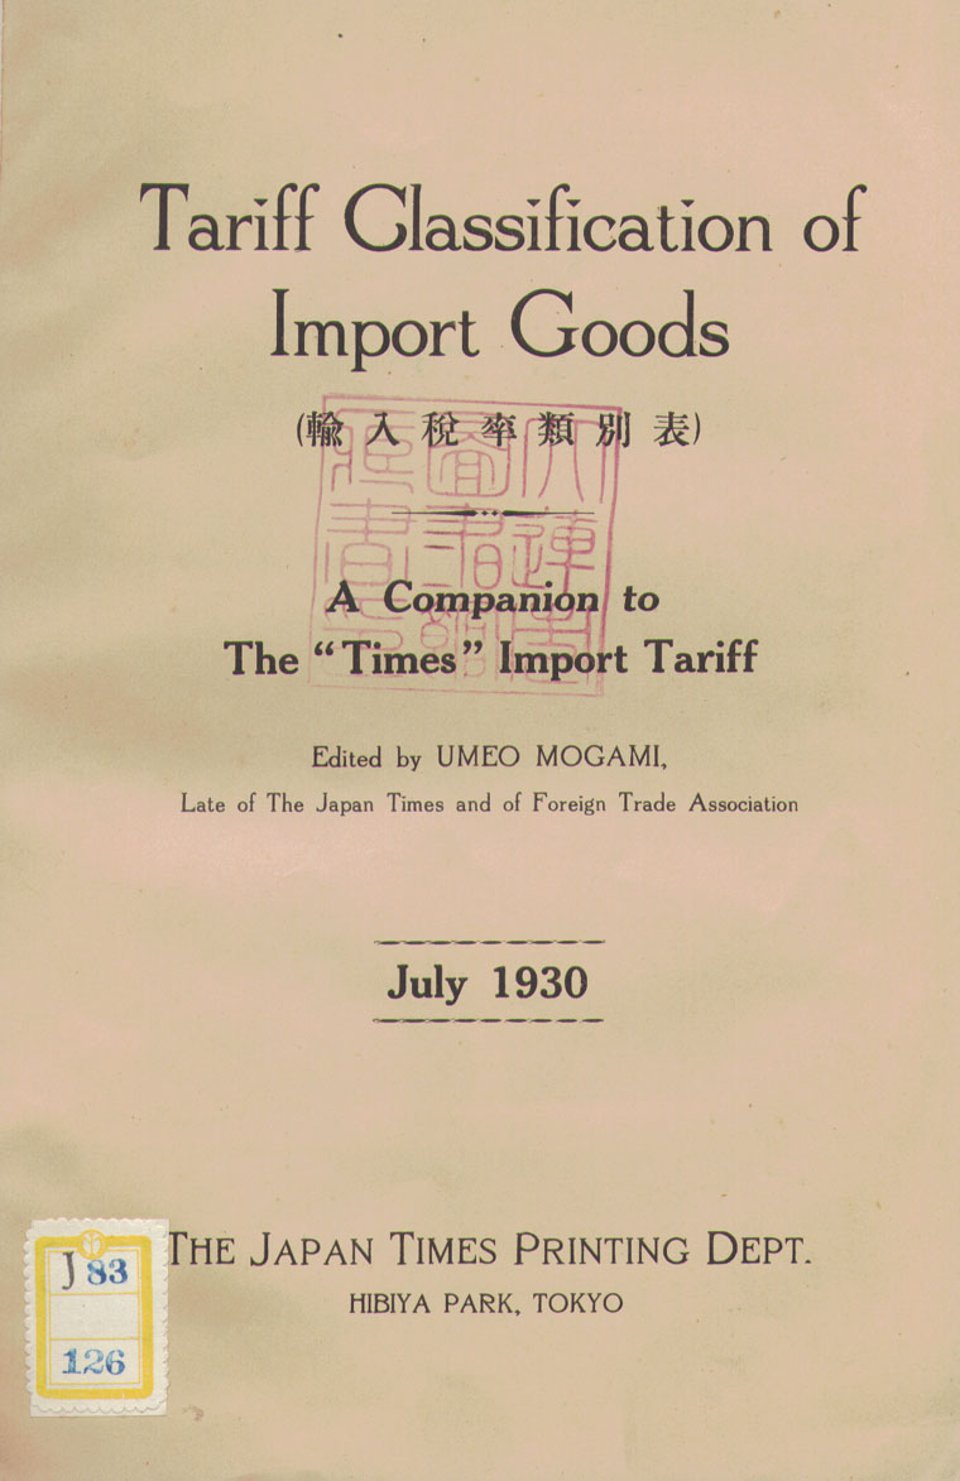 Tariff Classification of
Import Goods
(輸入税率類別表)
A Companion to
The “Times” Import Tariff
Edited by UMEO MOGAMI,
Late of The Japan Times and of Foreign Trade Association
July 1930
THE JAPAN TIMES PRINTING DEPT.
HIBIYA PARK, TOKYO
J 83
126